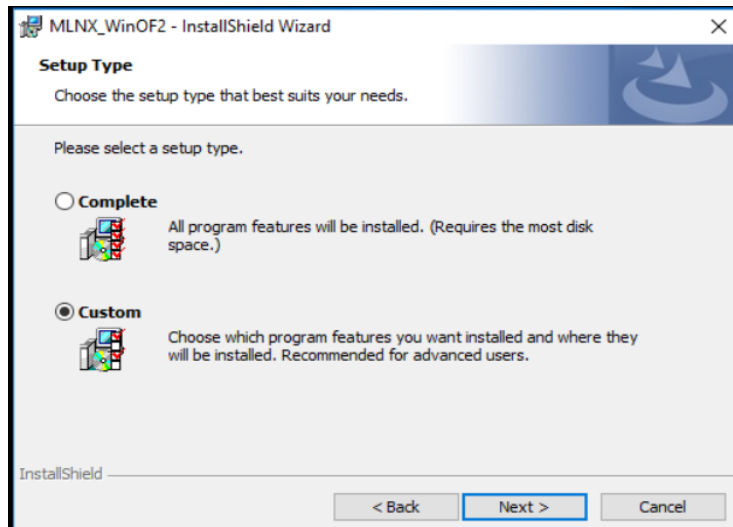 MLNX_WinOF2 - InstallShield Wizard
Setup Type
Choose the setup type that best suits your needs.
Please select a setup type.
Complete
All program features will be installed. (Requires the most disk
space.)
Custom
Choose which program features you want installed and where they
will be installed. Recommended for advanced users.
InstallShield
< Back Next > Cancel